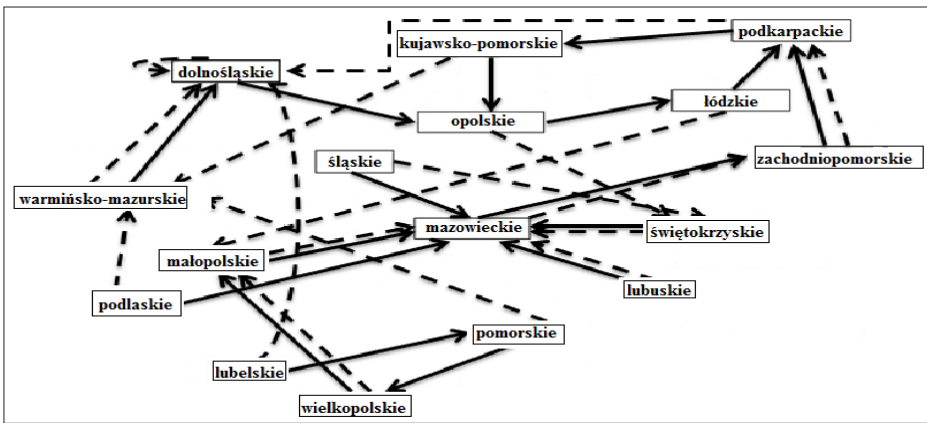 podkarpackie
kujawsko-pomorskie
dolnośląskie
łódzkie
opolskie
śląskie
zachodniopomorskie
warmińsko-mazurskie
mazowieckie
świętokrzyskie
małopolskie
lubuskie
podlaskie
pomorskie
lubelskie
wielkopolskie